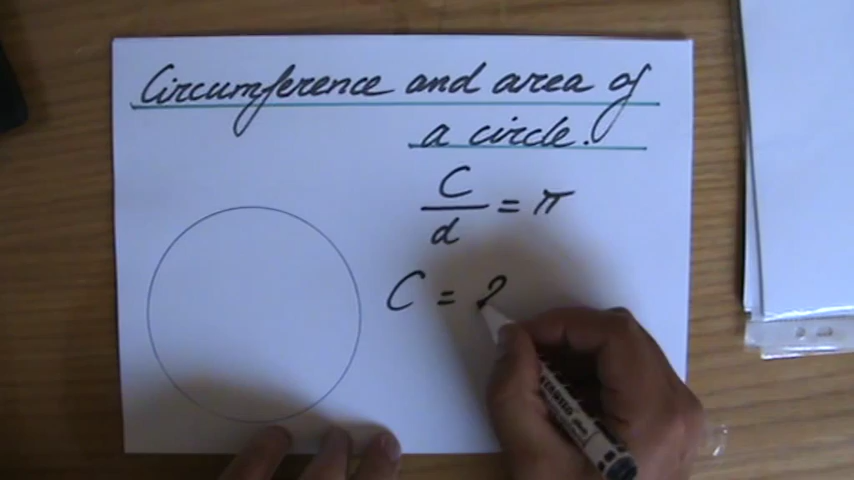 Circumference and area of
a circle.
C/d = π
C = 2